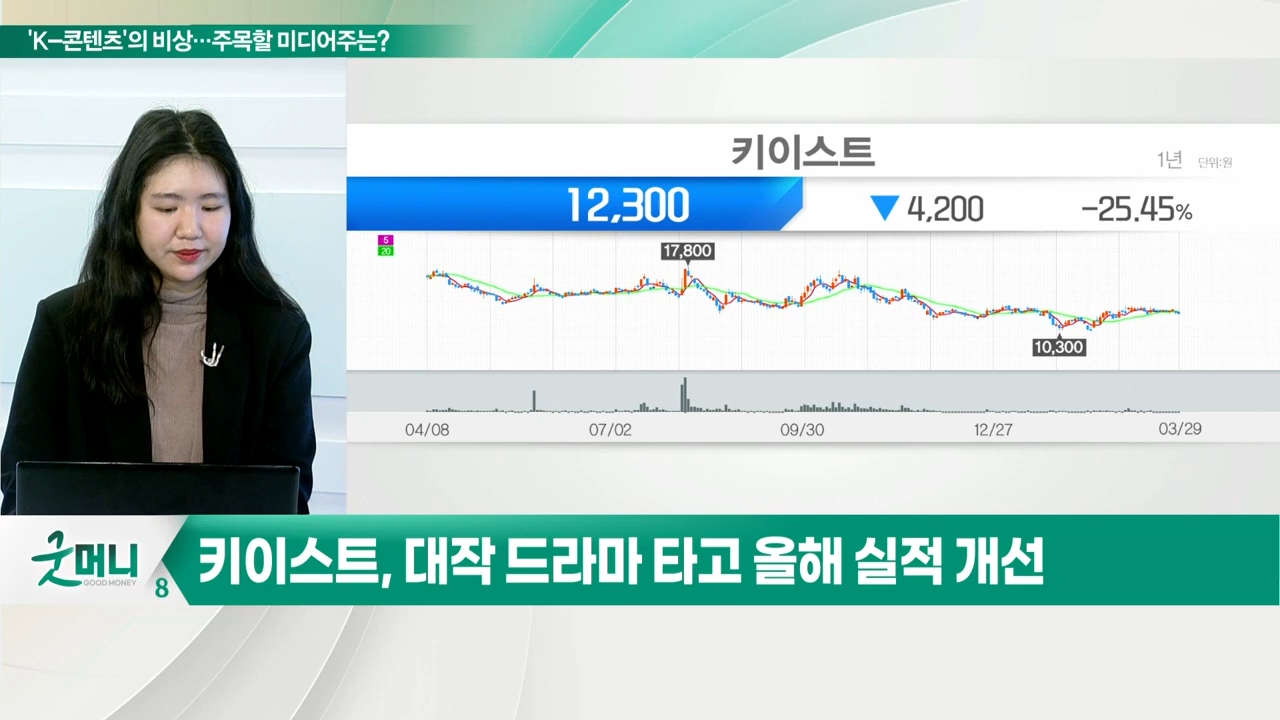 'K-콘텐츠'의 비상…주목할 미디어주는?
키이스트
1년 단위:원
12,300 ▼4,200 -25.45%
5
20
17,800
10,300
04/08 07/02 09/30 12/27 03/29
굿머니
GOOD MONEY
8
키이스트, 대작 드라마 타고 올해 실적 개선